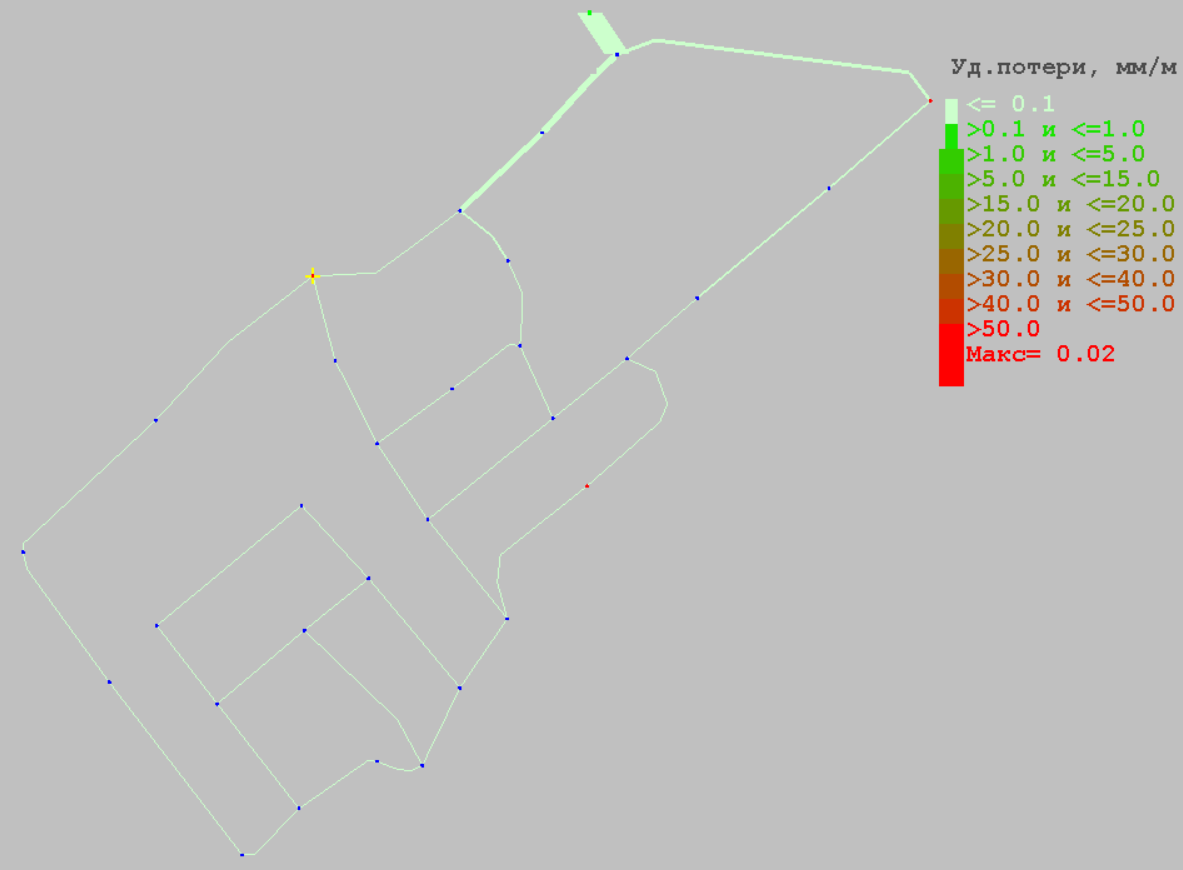 Уд.потери, мм/м
<= 0.1
>0.1 и <=1.0
>1.0 и <=5.0
>5.0 и <=15.0
>15.0 и <=20.0
>20.0 и <=25.0
>25.0 и <=30.0
>30.0 и <=40.0
>40.0 и <=50.0
>50.0
Макс= 0.02